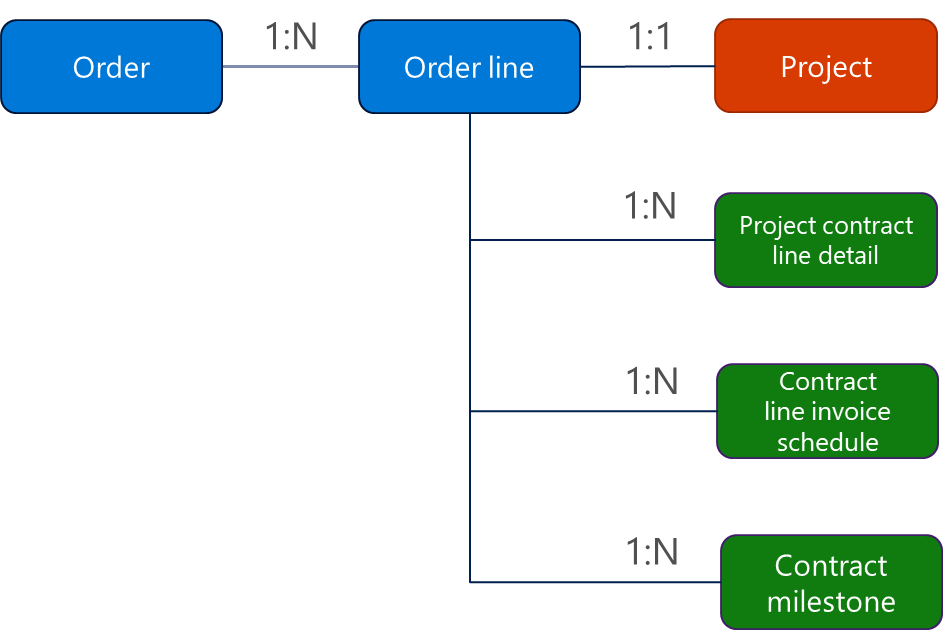 Order
1:N
Order line
1:1
Project
1:N
Project contract
line detail
1:N
Contract
line invoice
schedule
1:N
Contract
milestone